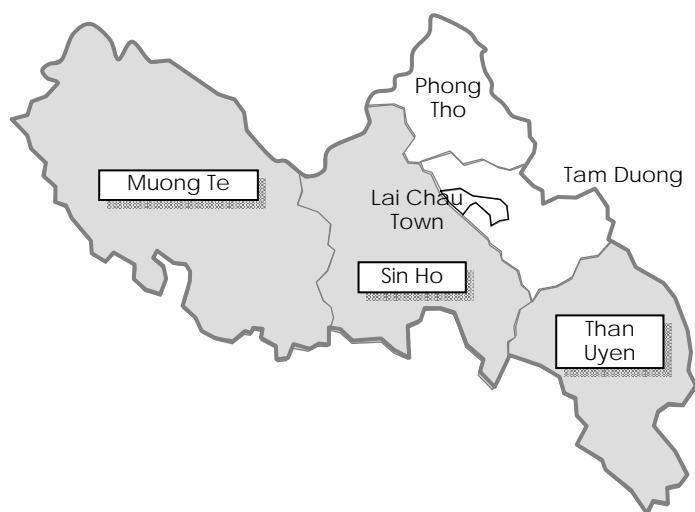 Phong
Tho
Tam Duong
Muong Te
Lai Chau
Town
Sin Ho
Than
Uyen